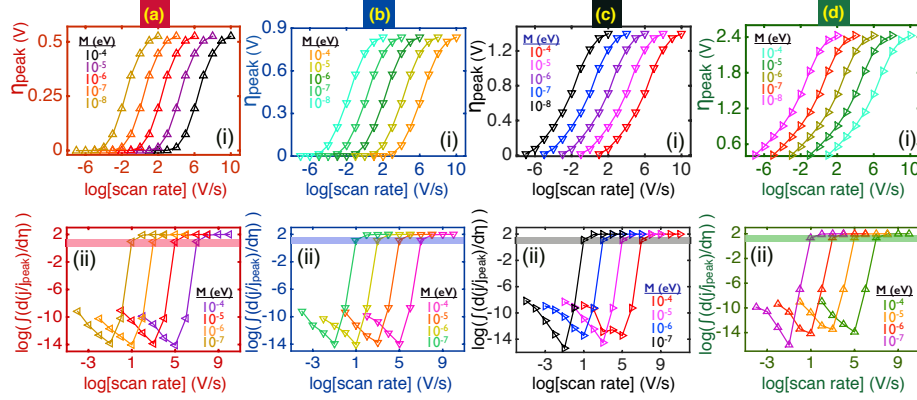 (a)
(b)
(c)
(d)
ηpeak (V)
0.5
0.25
0
M (eV)
10-4
10-5
10-6
10-7
10-8
(i)
-6 -2 2 6 10
log[scan rate] (V/s)
ηpeak (V)
0.9
0.6
0.3
0
M (eV)
10-4
10-5
10-6
10-7
10-8
(i)
-6 -2 2 6 10
log[scan rate] (V/s)
ηpeak (V)
1.2
0.8
0.4
0
M (eV)
10-4
10-5
10-6
10-7
10-8
(i)
-6 -2 2 6 10
log[scan rate] (V/s)
ηpeak (V)
2.4
1.8
1.2
0.6
M (eV)
10-4
10-5
10-6
10-7
10-8
(i)
-6 -2 2 6 10
log[scan rate] (V/s)
log(∫(d(j/jpeak)/dη))
2
-2
-6
-10
-14
(ii)
M (eV)
10-4
10-5
10-6
10-7
-3 1 5 9
log[scan rate] (V/s)
log(∫(d(j/jpeak)/dη))
2
-2
-6
-10
-14
(ii)
M (eV)
10-4
10-5
10-6
10-7
-3 1 5 9
log[scan rate] (V/s)
log(∫(d(j/jpeak)/dη))
2
-2
-6
-10
-14
(ii)
M (eV)
10-4
10-5
10-6
10-7
-3 1 5 9
log[scan rate] (V/s)
log(∫(d(j/jpeak)/dη))
2
-2
-6
-10
-14
(ii)
M (eV)
10-4
10-5
10-6
10-7
-3 1 5 9
log[scan rate] (V/s)